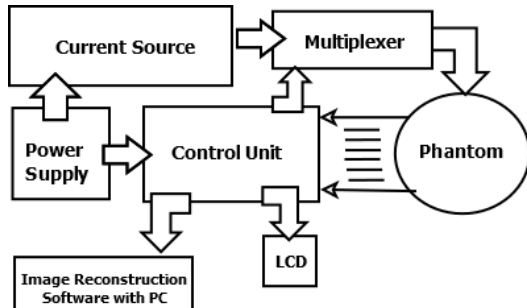 Current Source
Multiplexer
Power
Supply
Control Unit
Phantom
LCD
Image Reconstruction
Software with PC